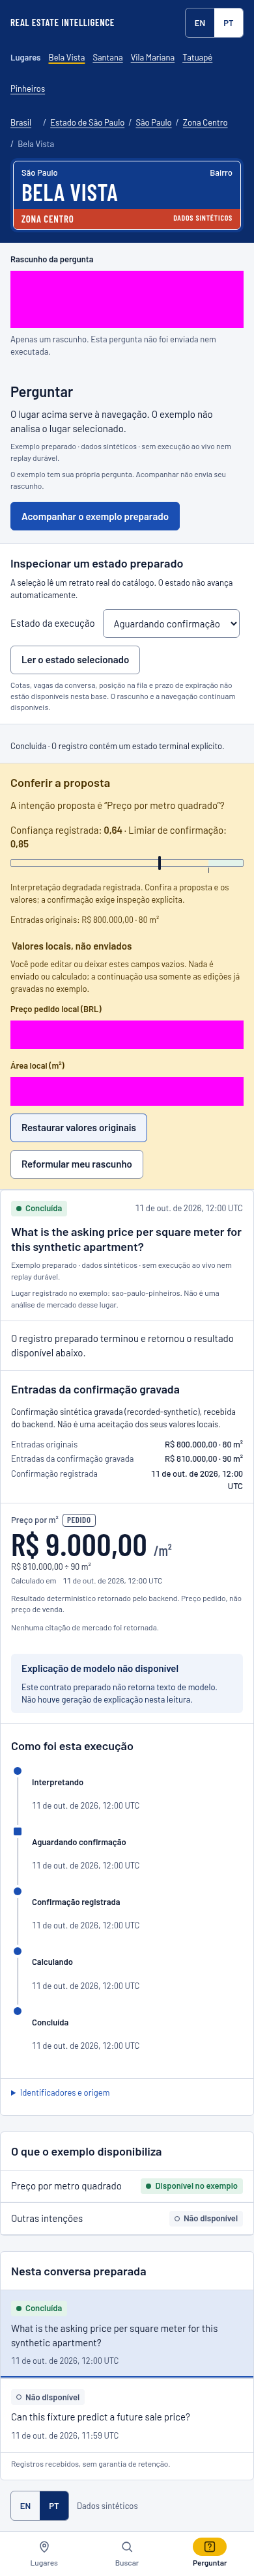 REAL ESTATE INTELLIGENCE
EN PT
Lugares Bela Vista Santana Vila Mariana Tatuapé
Pinheiros
Brasil / Estado de São Paulo / São Paulo / Zona Centro
/ Bela Vista
São Paulo Bairro
BELA VISTA
ZONA CENTRO DADOS SINTÉTICOS
Rascunho da pergunta
Apenas um rascunho. Esta pergunta não foi enviada nem
executada.
Perguntar
O lugar acima serve à navegação. O exemplo não
analisa o lugar selecionado.
Exemplo preparado · dados sintéticos · sem execução ao vivo nem
replay durável.
O exemplo tem sua própria pergunta. Acompanhar não envia seu
rascunho.
Acompanhar o exemplo preparado
Inspecionar um estado preparado
A seleção lê um retrato real do catálogo. O estado não avança
automaticamente.
Estado da execução Aguardando confirmação
Ler o estado selecionado
Cotas, vagas da conversa, posição na fila e prazo de expiração não
estão disponíveis nesta base. O rascunho e a navegação continuam
disponíveis.
Concluída · O registro contém um estado terminal explícito.
Conferir a proposta
A intenção proposta é "Preço por metro quadrado"?
Confiança registrada: 0,64 · Limiar de confirmação:
0,85
Interpretação degradada registrada. Confira a proposta e os
valores; a confirmação exige inspeção explícita.
Entradas originais: R$ 800.000,00 · 80 m²
Valores locais, não enviados
Você pode editar ou deixar estes campos vazios. Nada é
enviado ou calculado; a continuação usa somente as edições já
gravadas no exemplo.
Preço pedido local (BRL)
Área local (m²)
Restaurar valores originais
Reformular meu rascunho
Concluída 11 de out. de 2026, 12:00 UTC
What is the asking price per square meter for
this synthetic apartment?
Exemplo preparado · dados sintéticos · sem execução ao vivo nem
replay durável.
Lugar registrado no exemplo: sao-paulo-pinheiros. Não é uma
análise de mercado desse lugar.
O registro preparado terminou e retornou o resultado
disponível abaixo.
Entradas da confirmação gravada
Confirmação sintética gravada (recorded-synthetic), recebida
do backend. Não é uma aceitação dos seus valores locais.
Entradas originais R$ 800.000,00 · 80 m²
Entradas da confirmação gravada R$ 810.000,00 · 90 m²
Confirmação registrada 11 de out. de 2026, 12:00
UTC
Preço por m² PEDIDO
R$ 9.000,00 /m²
R$ 810.000,00 ÷ 90 m²
Calculado em 11 de out. de 2026, 12:00 UTC
Resultado determinístico retornado pelo backend. Preço pedido, não
preço de venda.
Nenhuma citação de mercado foi retornada.
Explicação de modelo não disponível
Este contrato preparado não retorna texto de modelo.
Não houve geração de explicação nesta leitura.
Como foi esta execução
Interpretando
11 de out. de 2026, 12:00 UTC
Aguardando confirmação
11 de out. de 2026, 12:00 UTC
Confirmação registrada
11 de out. de 2026, 12:00 UTC
Calculando
11 de out. de 2026, 12:00 UTC
Concluída
11 de out. de 2026, 12:00 UTC
Identificadores e origem
O que o exemplo disponibiliza
Preço por metro quadrado Disponível no exemplo
Outras intenções Não disponível
Nesta conversa preparada
Concluída
What is the asking price per square meter for this
synthetic apartment?
11 de out. de 2026, 12:00 UTC
Não disponível
Can this fixture predict a future sale price?
11 de out. de 2026, 11:59 UTC
Registros recebidos, sem garantia de retenção.
EN PT Dados sintéticos
Lugares Buscar Perguntar